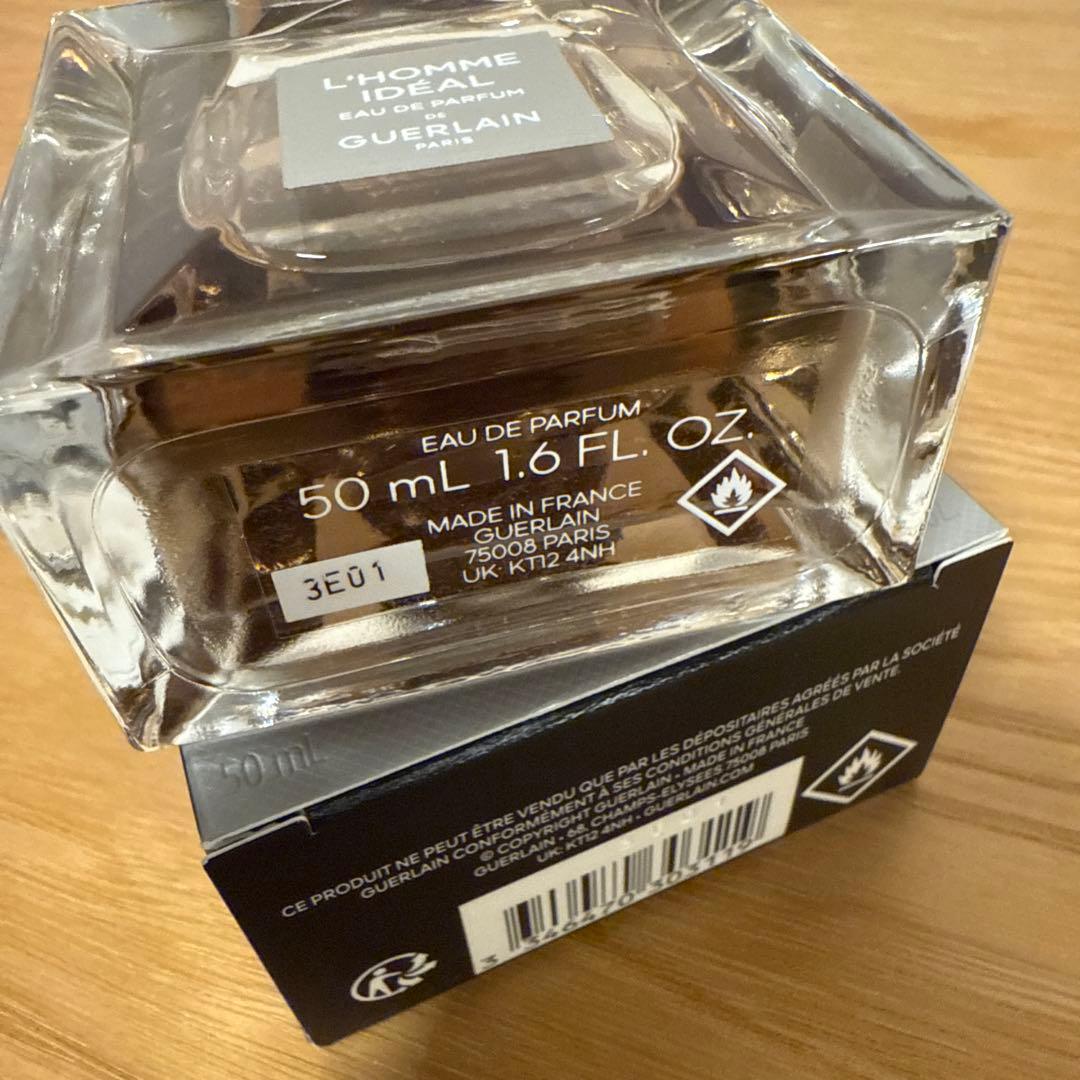 L'HOMME
IDÉAL
EAU DE PARFUM
DE
GUERLAIN
PARIS
EAU DE PARFUM
50 mL 1.6 FL. OZ.
MADE IN FRANCE
GUERLAIN
75008 PARIS
UK: KT12 4NH
3E01
50 mL
CE PRODUIT NE PEUT ÊTRE VENDU QUE PAR LES DÉPOSITAIRES AGRÉÉS PAR LA SOCIÉTÉ
GUERLAIN CONFORMÉMENT À SES CONDITIONS GÉNÉRALES DE VENTE.
© COPYRIGHT GUERLAIN - MADE IN FRANCE
GUERLAIN - 68, CHAMPS-ELYSEES 75008 PARIS
UK: KT12 4NH - GUERLAIN.COM
3 346470 303119